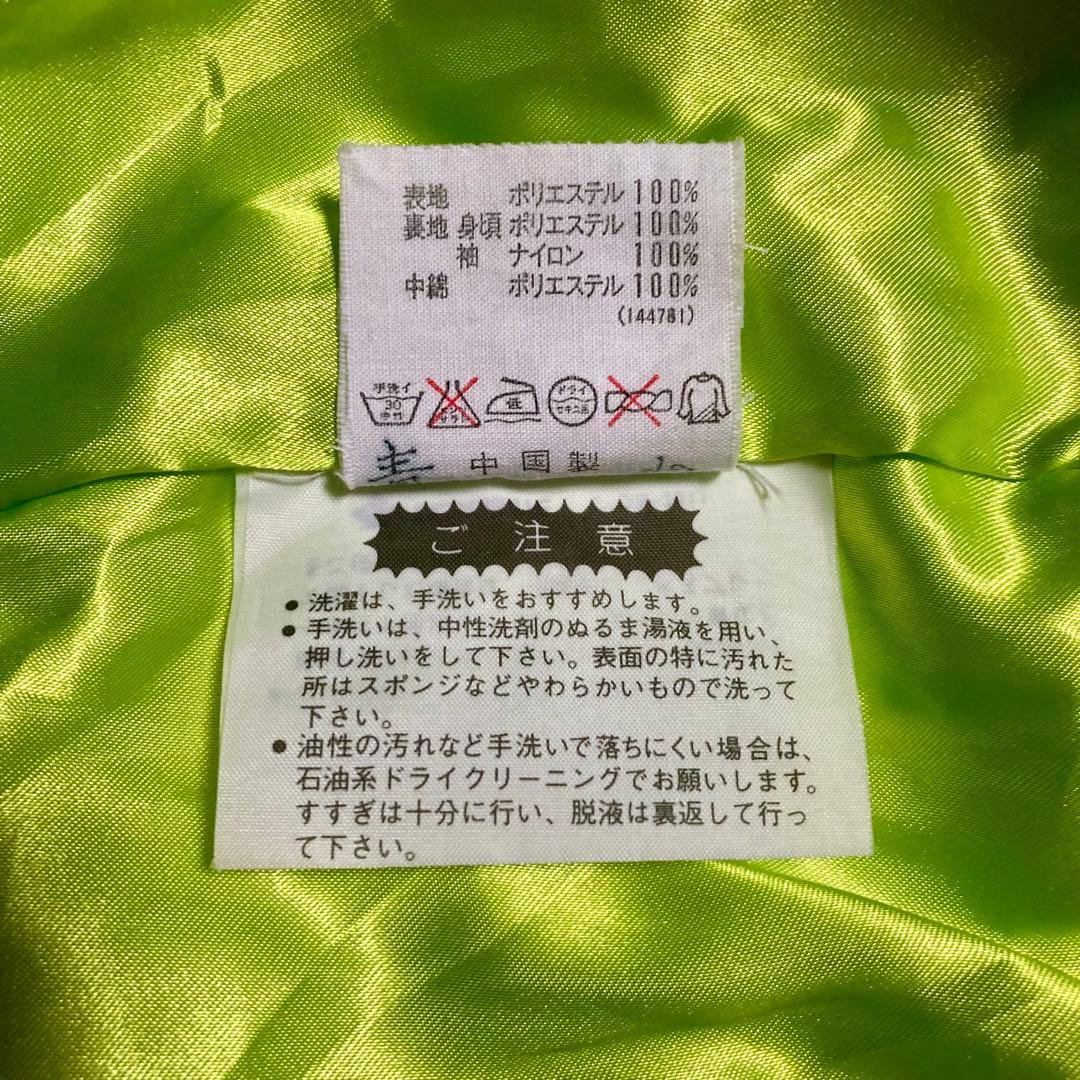 表地 ポリエステル 100%
裏地 身頃 ポリエステル 100%
袖 ナイロン 100%
中綿 ポリエステル 100%
(144781)
手洗イ
30
中性
低
ドライ
セキユ系
中国製
ご注意
● 洗濯は、手洗いをおすすめします。
● 手洗いは、中性洗剤のぬるま湯液を用い、
押し洗いをして下さい。表面の特に汚れた
所はスポンジなどやわらかいもので洗って
下さい。
● 油性の汚れなど手洗いで落ちにくい場合は、
石油系ドライクリーニングでお願いします。
すすぎは十分に行い、脱液は裏返して行っ
て下さい。